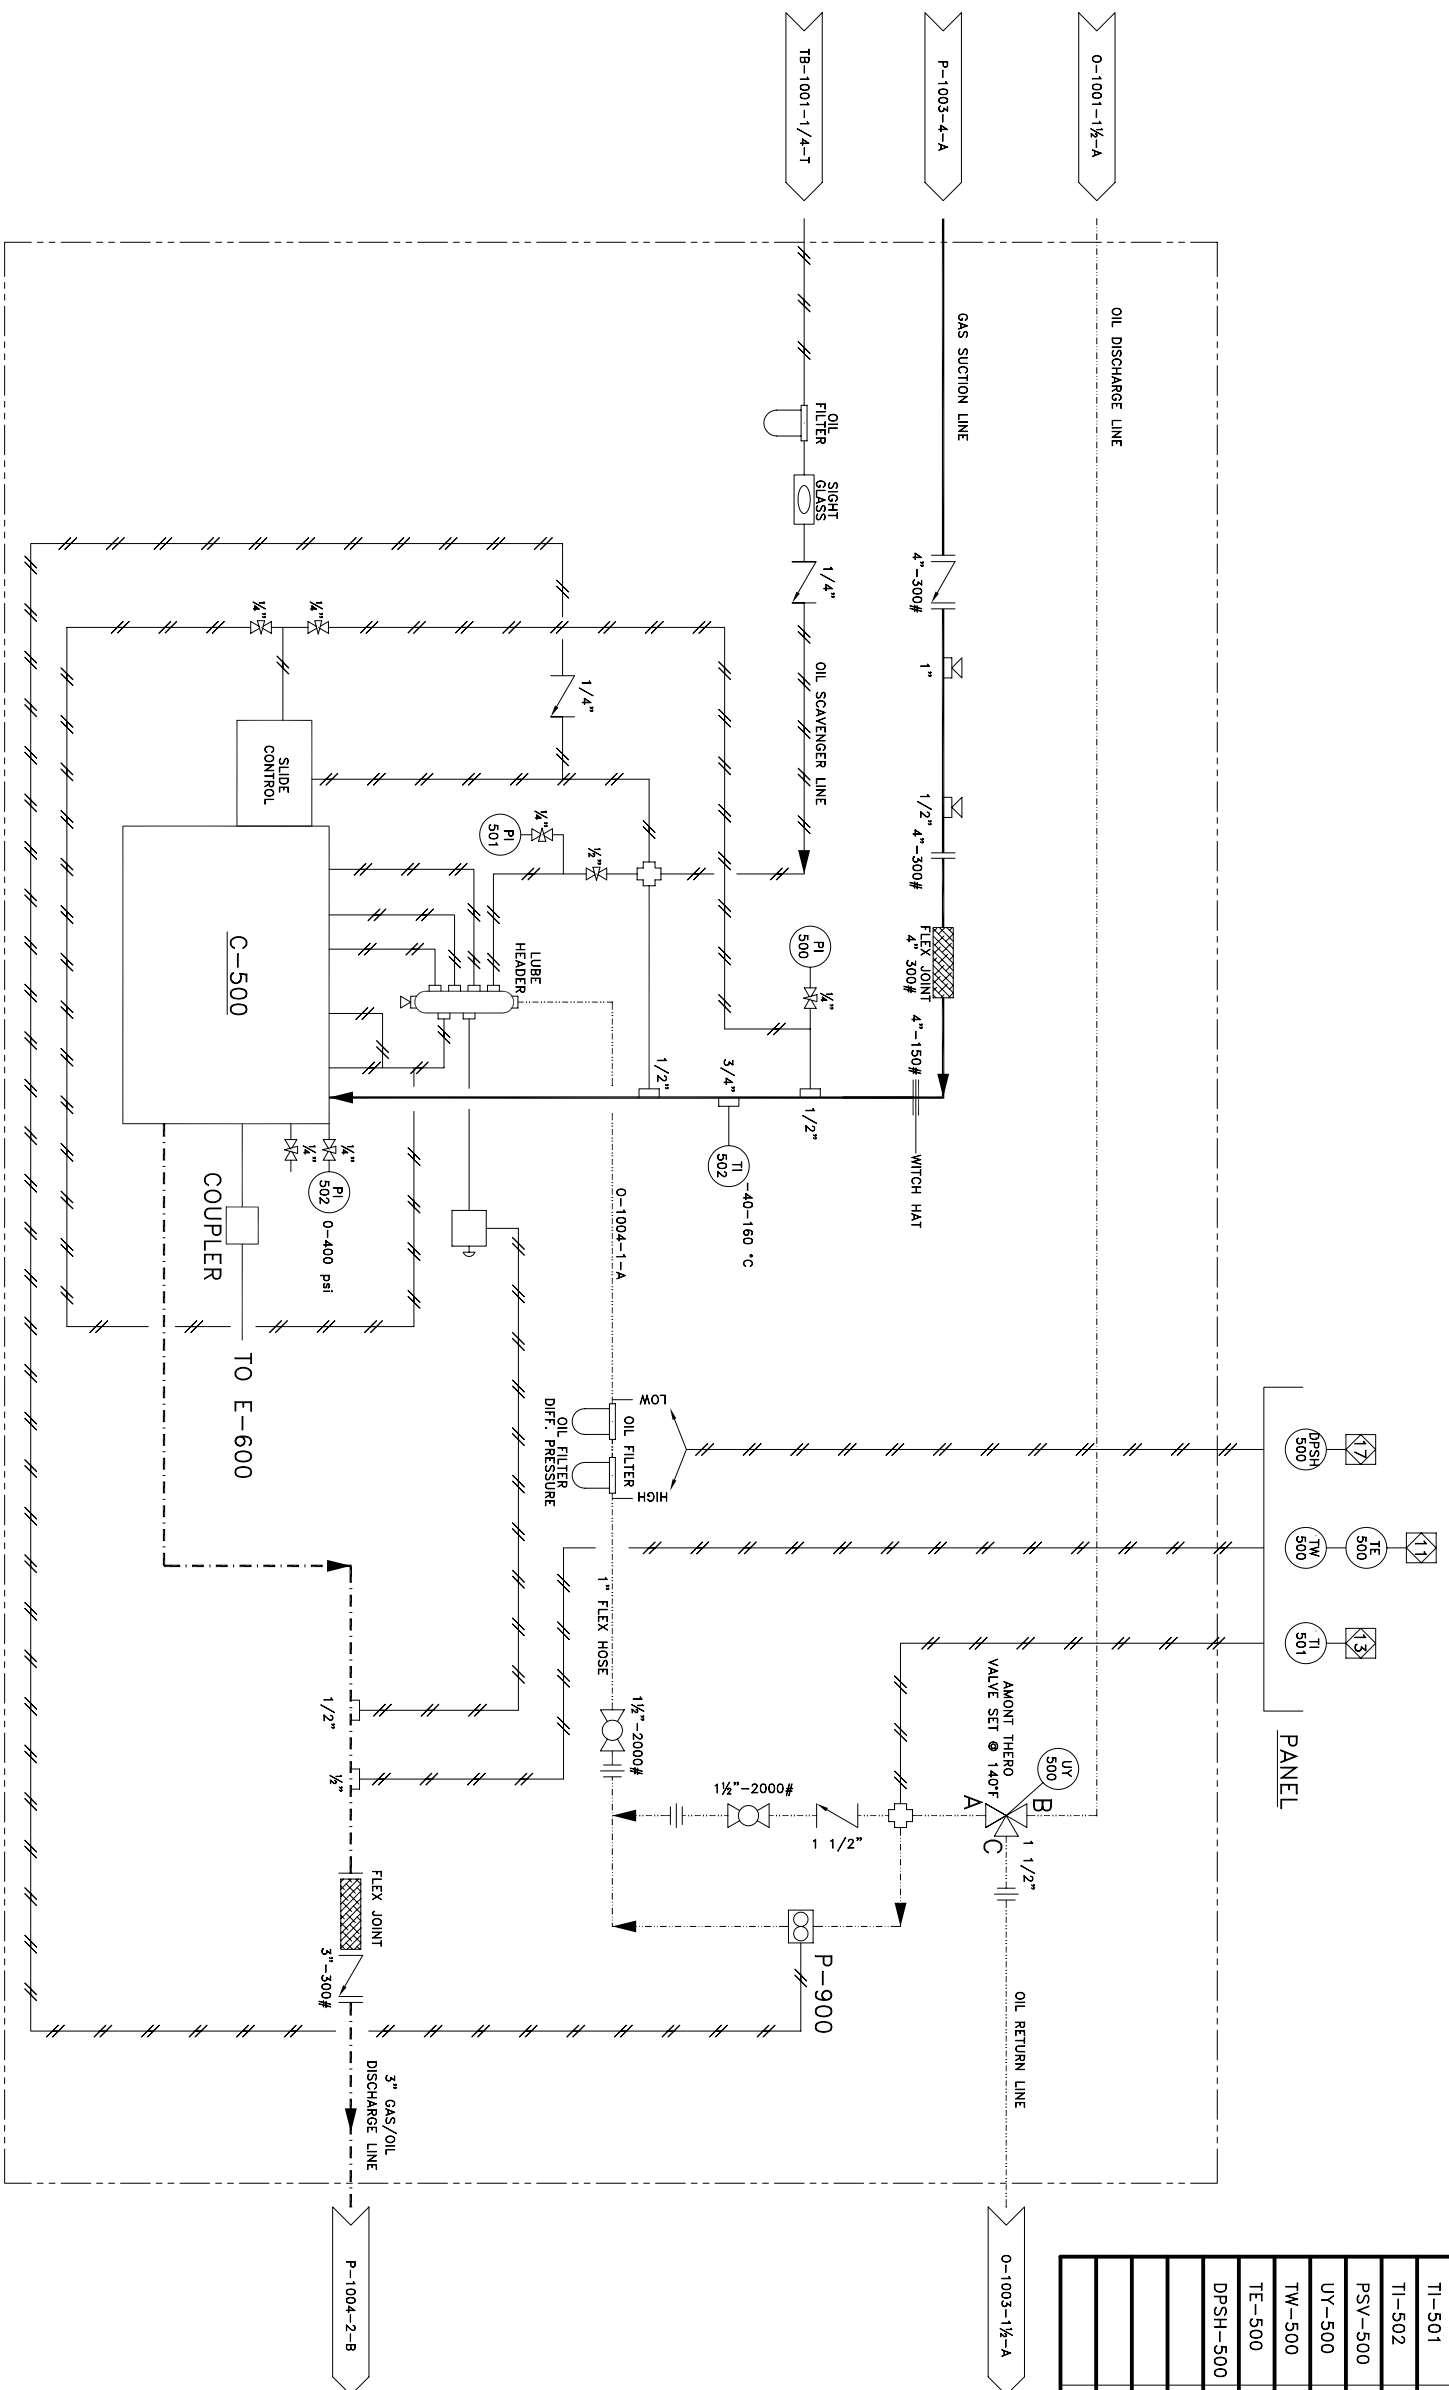 O-1001-1½-A
P-1003-4-A
TB-1001-1/4-T
OIL DISCHARGE LINE
GAS SUCTION LINE
4"-300#
1"
1/2"
4"-300#
FLEX JOINT
4" 300#
4"-150#
WITCH HAT
OIL
FILTER
SIGHT
GLASS
1/4"
OIL SCAVENGER LINE
PI
500
¼"
1/2"
3/4"
TI
502
-40-160 °C
1/2"
¼"
¼"
1/4"
SLIDE
CONTROL
PI
501
¼"
½"
LUBE
HEADER
C-500
¼"
¼"
PI
502
0-400 psi
COUPLER
TO E-600
O-1004-1-A
LOW
OIL FILTER
HIGH
OIL FILTER
DIFF. PRESSURE
1" FLEX HOSE
1½"-2000#
1½"-2000#
1 1/2"
AMONT THERO
VALVE SET @ 140°F
UY
500
A
B
C
1 1/2"
OIL RETURN LINE
O-1003-1½-A
P-900
1/2"
½"
FLEX JOINT
3"-300#
3" GAS/OIL
DISCHARGE LINE
P-1004-2-B
17
DPSH
500
11
TE
500
TW
500
13
TI
501
PANEL
TI-501
TI-502
PSV-500
UY-500
TW-500
TE-500
DPSH-500